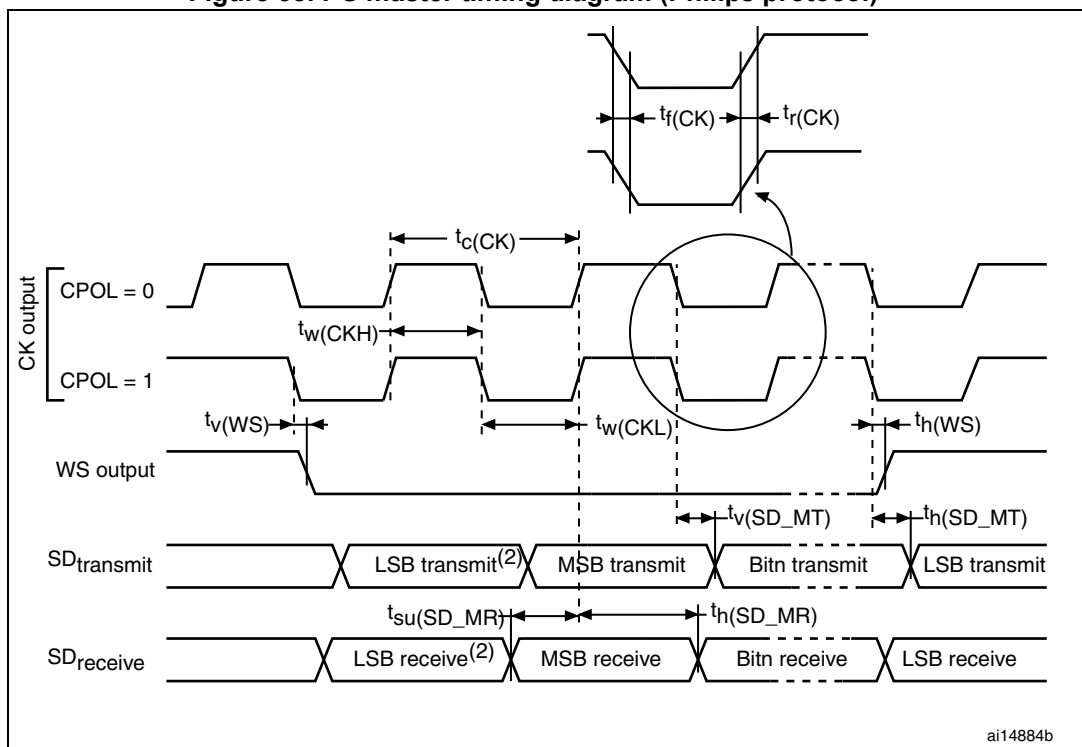 tf(CK)
tr(CK)
tc(CK)
CK output
CPOL = 0
tw(CKH)
CPOL = 1
tv(WS)
tw(CKL)
th(WS)
WS output
tv(SD_MT)
th(SD_MT)
SDtransmit
LSB transmit(2)
MSB transmit
Bitn transmit
LSB transmit
tsu(SD_MR)
th(SD_MR)
SDreceive
LSB receive(2)
MSB receive
Bitn receive
LSB receive
ai14884b